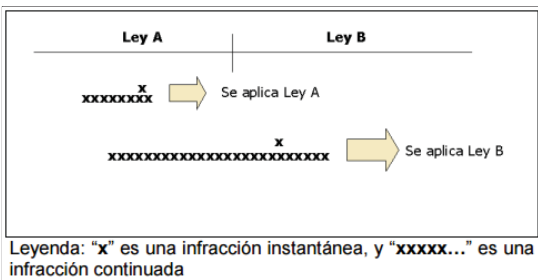 Ley A Ley B
x
xxxxxxxx Se aplica Ley A
x
xxxxxxxxxxxxxxxxxxxxxxxxxx Se aplica Ley B
Leyenda: “x” es una infracción instantánea, y “xxxxx...” es una
infracción continuada